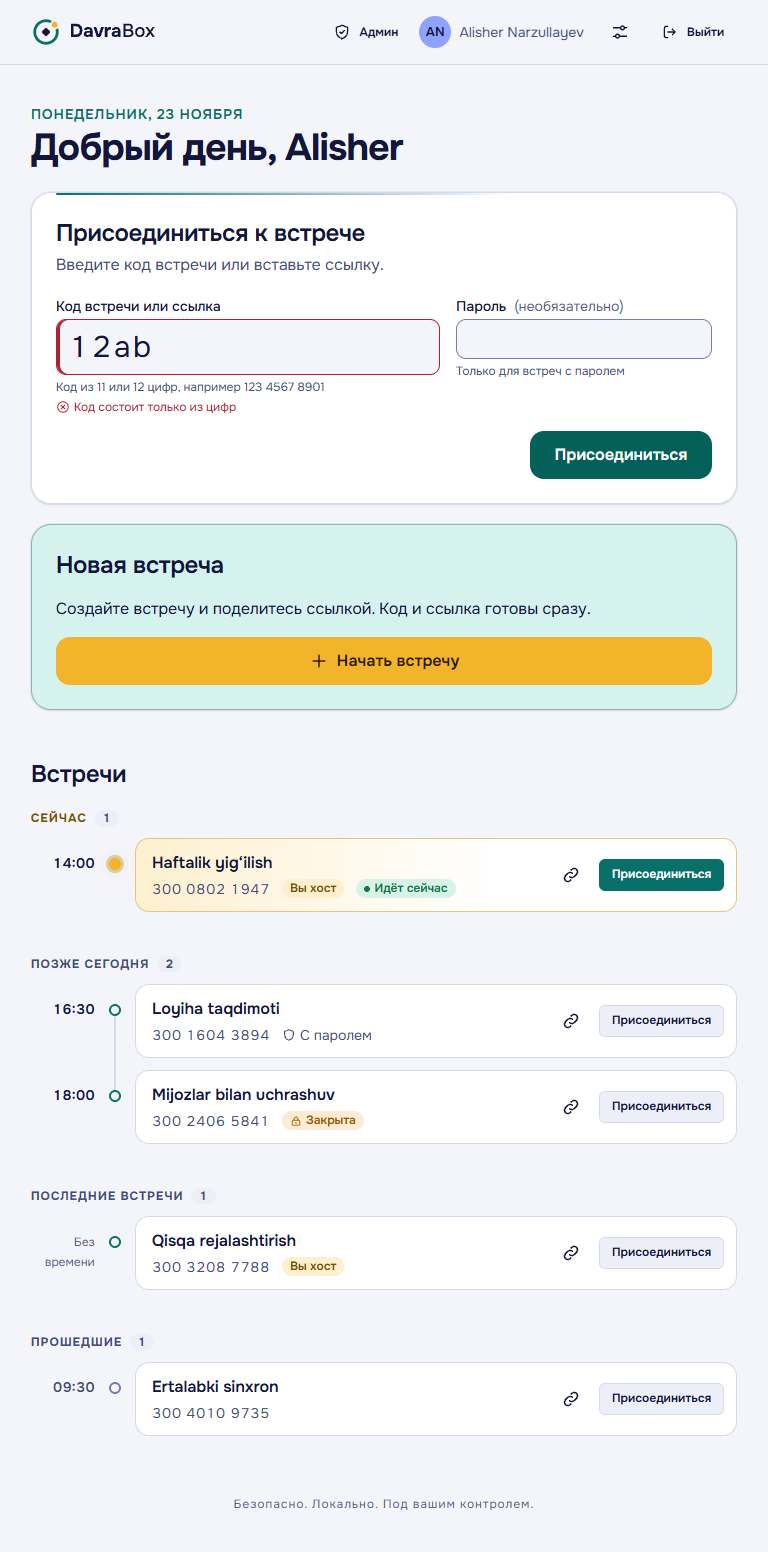 DavraBox
Админ
AN
Alisher Narzullayev
Выйти
ПОНЕДЕЛЬНИК, 23 НОЯБРЯ
Добрый день, Alisher
Присоединиться к встрече
Введите код встречи или вставьте ссылку.
Код встречи или ссылка
12ab
Код из 11 или 12 цифр, например 123 4567 8901
Код состоит только из цифр
Пароль (необязательно)
Только для встреч с паролем
Присоединиться
Новая встреча
Создайте встречу и поделитесь ссылкой. Код и ссылка готовы сразу.
Начать встречу
Встречи
СЕЙЧАС 1
14:00
Haftalik yigʻilish
300 0802 1947 Вы хост Идёт сейчас
Присоединиться
ПОЗЖЕ СЕГОДНЯ 2
16:30
Loyiha taqdimoti
300 1604 3894 С паролем
Присоединиться
18:00
Mijozlar bilan uchrashuv
300 2406 5841 Закрыта
Присоединиться
ПОСЛЕДНИЕ ВСТРЕЧИ 1
Без
времени
Qisqa rejalashtirish
300 3208 7788 Вы хост
Присоединиться
ПРОШЕДШИЕ 1
09:30
Ertalabki sinxron
300 4010 9735
Присоединиться
Безопасно. Локально. Под вашим контролем.